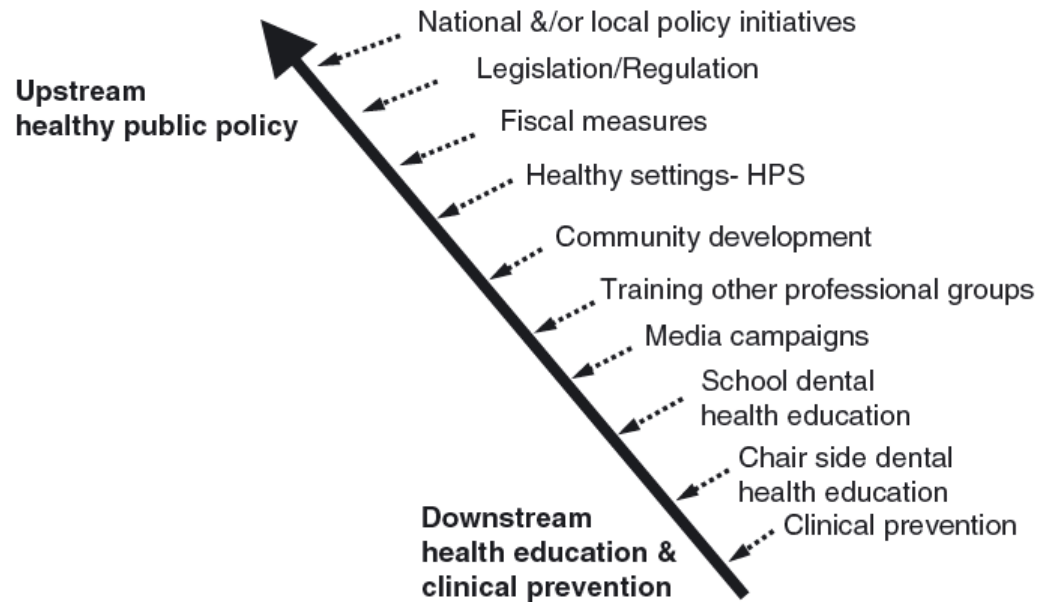 National &/or local policy initiatives
Legislation/Regulation
Upstream
healthy public policy
Fiscal measures
Healthy settings- HPS
Community development
Training other professional groups
Media campaigns
School dental
health education
Chair side dental
health education
Clinical prevention
Downstream
health education &
clinical prevention